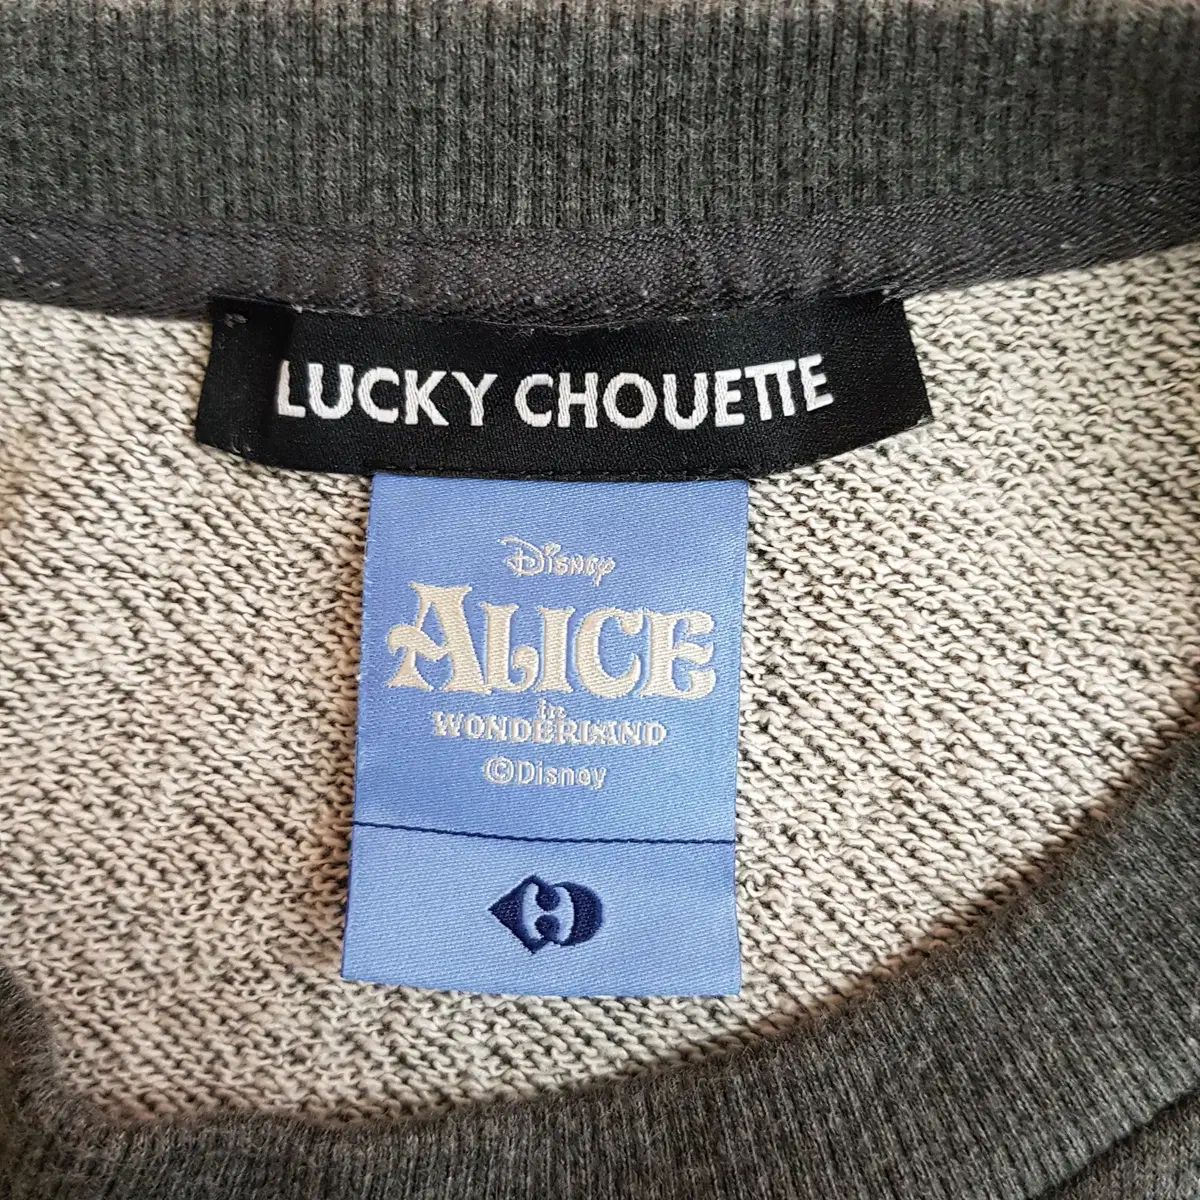 LUCKY CHOUETTE
Disney
ALICE
in
WONDERLAND
©Disney